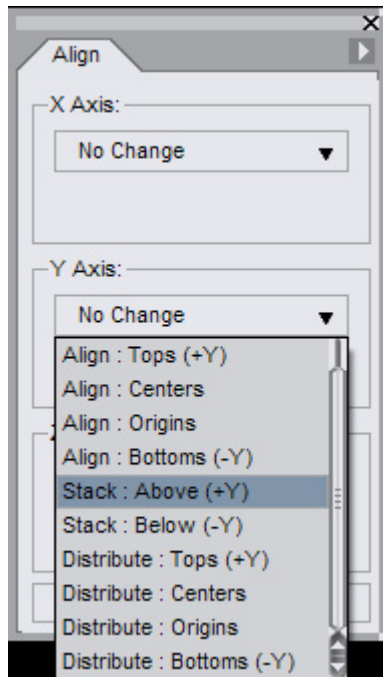 Align
X Axis:
No Change
Y Axis:
No Change
Align : Tops (+Y)
Align : Centers
Align : Origins
Align : Bottoms (-Y)
Stack : Above (+Y)
Stack : Below (-Y)
Distribute : Tops (+Y)
Distribute : Centers
Distribute : Origins
Distribute : Bottoms (-Y)